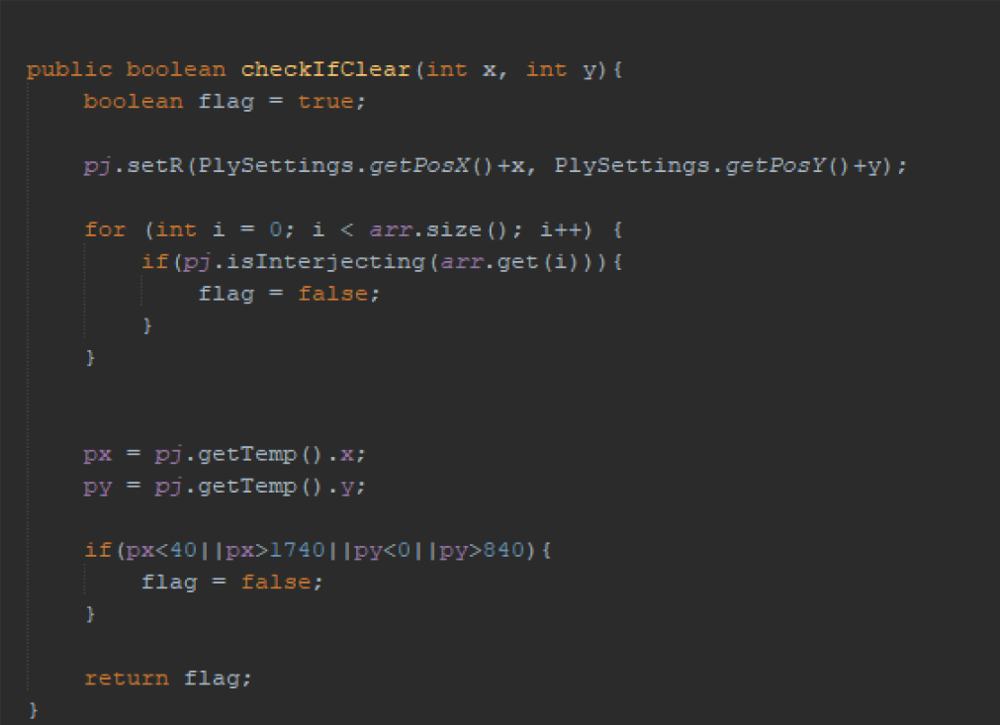 public boolean checkIfClear(int x, int y){
boolean flag = true;
pj.setR(PlySettings.getPosX()+x, PlySettings.getPosY()+y);
for (int i = 0; i < arr.size(); i++) {
if(pj.isInterjecting(arr.get(i))){
flag = false;
}
}
px = pj.getTemp().x;
py = pj.getTemp().y;
if(px<40||px>1740||py<0||py>840){
flag = false;
}
return flag;
}